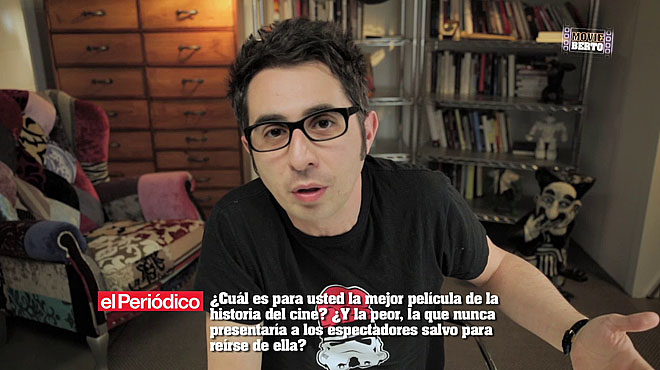 MOVIE
BERTO
el Periódico
¿Cuál es para usted la mejor película de la
historia del cine? ¿Y la peor, la que nunca
presentaría a los espectadores salvo para
reírse de ella?